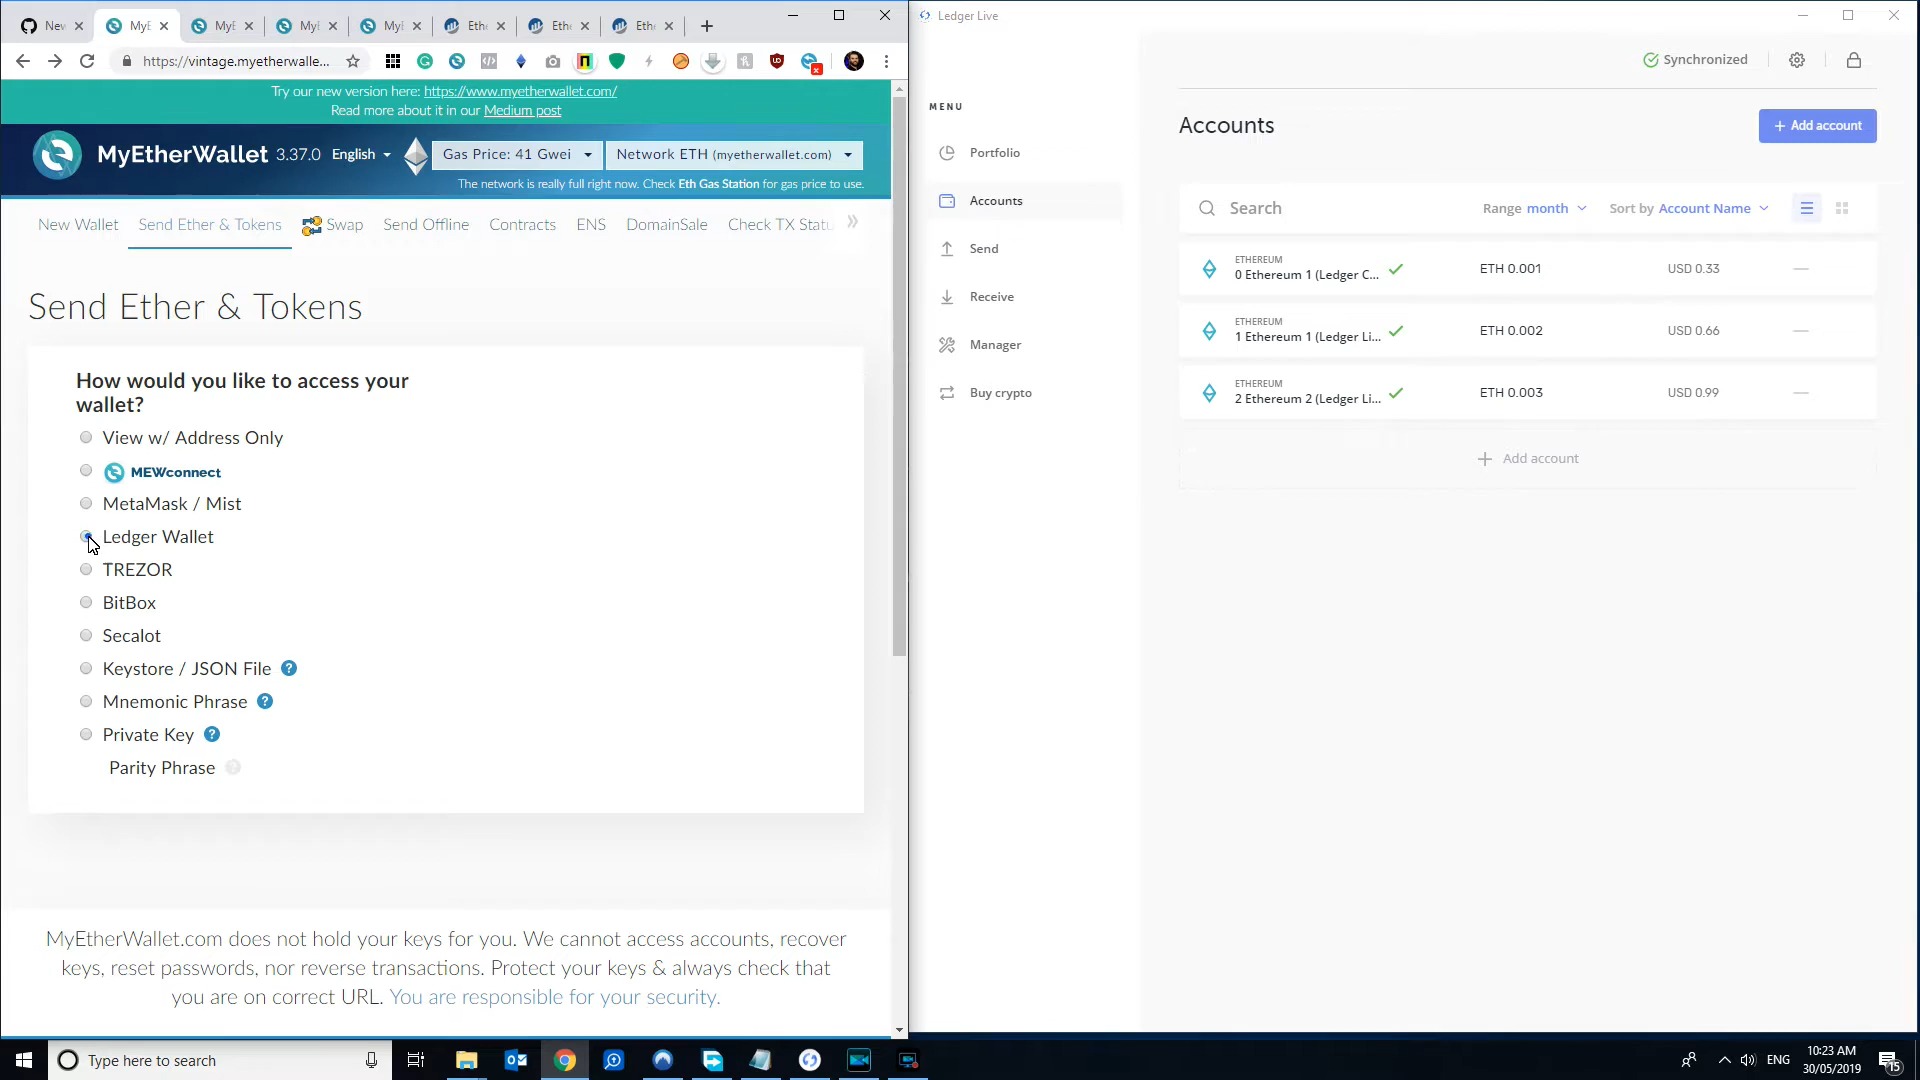 New
MyE
MyE
MyE
MyE
Ethe
Ethe
Ethe
https://vintage.myetherwalle...
Try our new version here: https://www.myetherwallet.com/
Read more about it in our Medium post
MyEtherWallet 3.37.0 English
Gas Price: 41 Gwei
Network ETH (myetherwallet.com)
The network is really full right now. Check Eth Gas Station for gas price to use.
New Wallet Send Ether & Tokens Swap Send Offline Contracts ENS DomainSale Check TX Statu
Send Ether & Tokens
How would you like to access your
wallet?
View w/ Address Only
MEWconnect
MetaMask / Mist
Ledger Wallet
TREZOR
BitBox
Secalot
Keystore / JSON File ?
Mnemonic Phrase ?
Private Key ?
Parity Phrase ?
MyEtherWallet.com does not hold your keys for you. We cannot access accounts, recover
keys, reset passwords, nor reverse transactions. Protect your keys & always check that
you are on correct URL. You are responsible for your security.
Ledger Live
Synchronized
MENU
Portfolio
Accounts
Send
Receive
Manager
Buy crypto
Accounts
+ Add account
Search
Range month
Sort by Account Name
ETHEREUM
0 Ethereum 1 (Ledger C...
ETH 0.001
USD 0.33
—
ETHEREUM
1 Ethereum 1 (Ledger Li...
ETH 0.002
USD 0.66
—
ETHEREUM
2 Ethereum 2 (Ledger Li...
ETH 0.003
USD 0.99
—
+ Add account
Type here to search
ENG
10:23 AM
30/05/2019
15